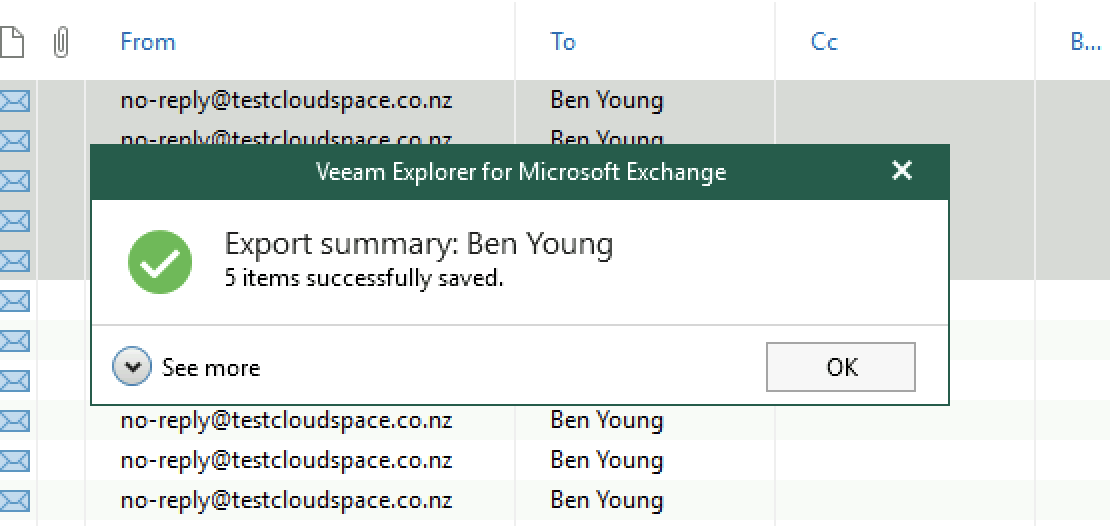 From To Cc B...
no-reply@testcloudspace.co.nz Ben Young
no-reply@testcloudspace.co.nz Ben Young
Veeam Explorer for Microsoft Exchange
Export summary: Ben Young
5 items successfully saved.
See more OK
no-reply@testcloudspace.co.nz Ben Young
no-reply@testcloudspace.co.nz Ben Young
no-reply@testcloudspace.co.nz Ben Young